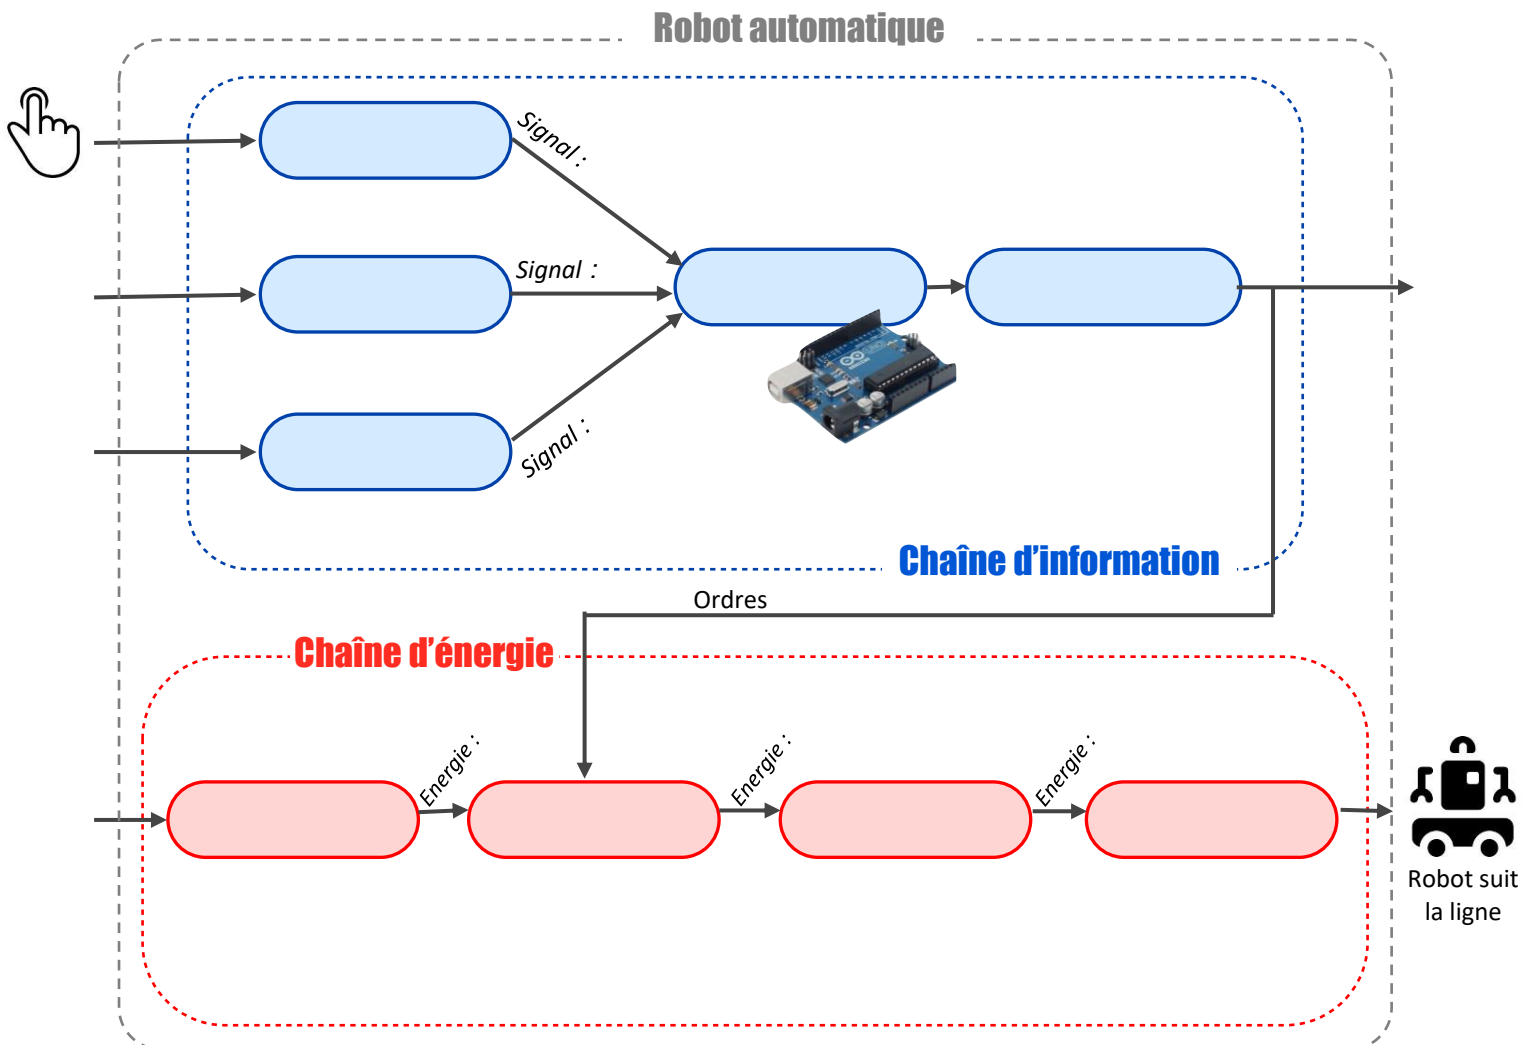 Robot automatique
Signal :
Signal :
Signal :
Chaîne d'information
Ordres
Chaîne d'énergie
Energie :
Energie :
Energie :
Robot suit
la ligne